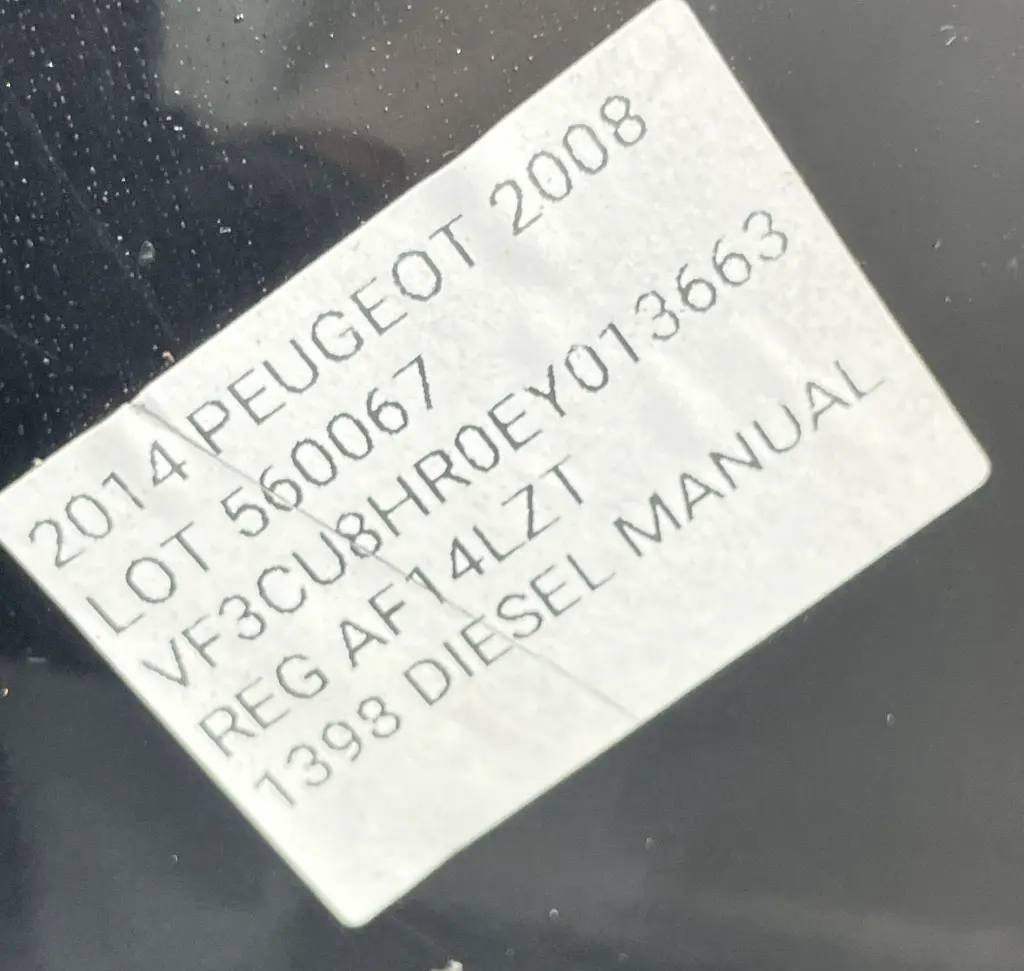 2014 PEUGEOT 2008
LOT 560067
VF3CU8HR0EY013663
REG AF14LZT
1398 DIESEL MANUAL